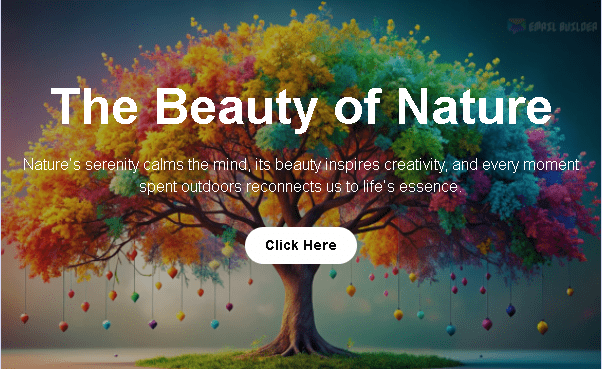 EMAIL BUILDER
The Beauty of Nature
Nature's serenity calms the mind, its beauty inspires creativity, and every moment
spent outdoors reconnects us to life's essence.
Click Here